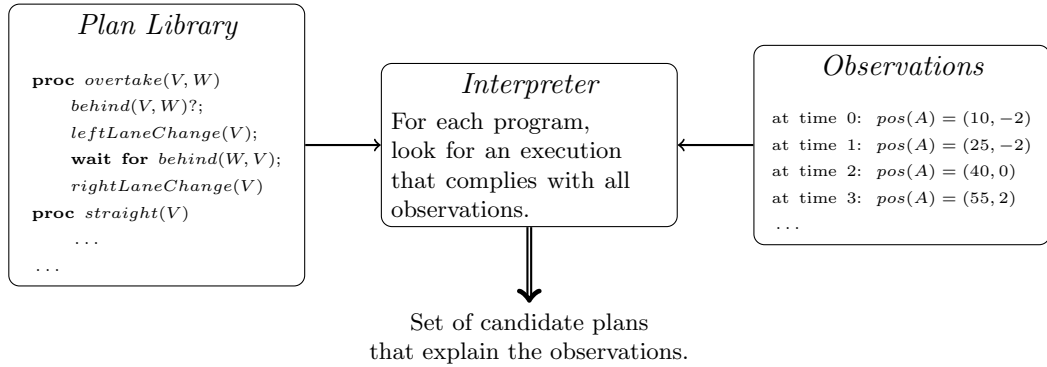 Plan Library
proc overtake(V, W)
behind(V, W)?;
leftLaneChange(V);
wait for behind(W, V);
rightLaneChange(V)
proc straight(V)
...
...
Interpreter
For each program,
look for an execution
that complies with all
observations.
Observations
at time 0: pos(A) = (10, −2)
at time 1: pos(A) = (25, −2)
at time 2: pos(A) = (40, 0)
at time 3: pos(A) = (55, 2)
...
Set of candidate plans
that explain the observations.